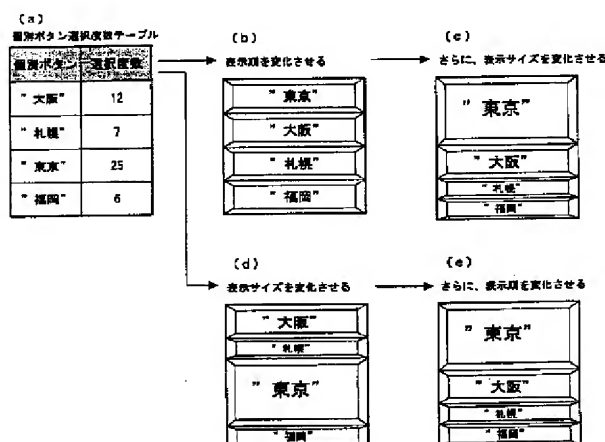 (a)
個別ボタン選択度数テーブル
個別ボタン 選択度数
"大阪" 12
"札幌" 7
"東京" 25
"福岡" 6
(b)
表示順を変化させる
"東京"
"大阪"
"札幌"
"福岡"
(c)
さらに、表示サイズを変化させる
"東京"
"大阪"
"札幌"
"福岡"
(d)
表示サイズを変化させる
"大阪"
"札幌"
"東京"
"福岡"
(e)
さらに、表示順を変化させる
"東京"
"大阪"
"札幌"
"福岡"